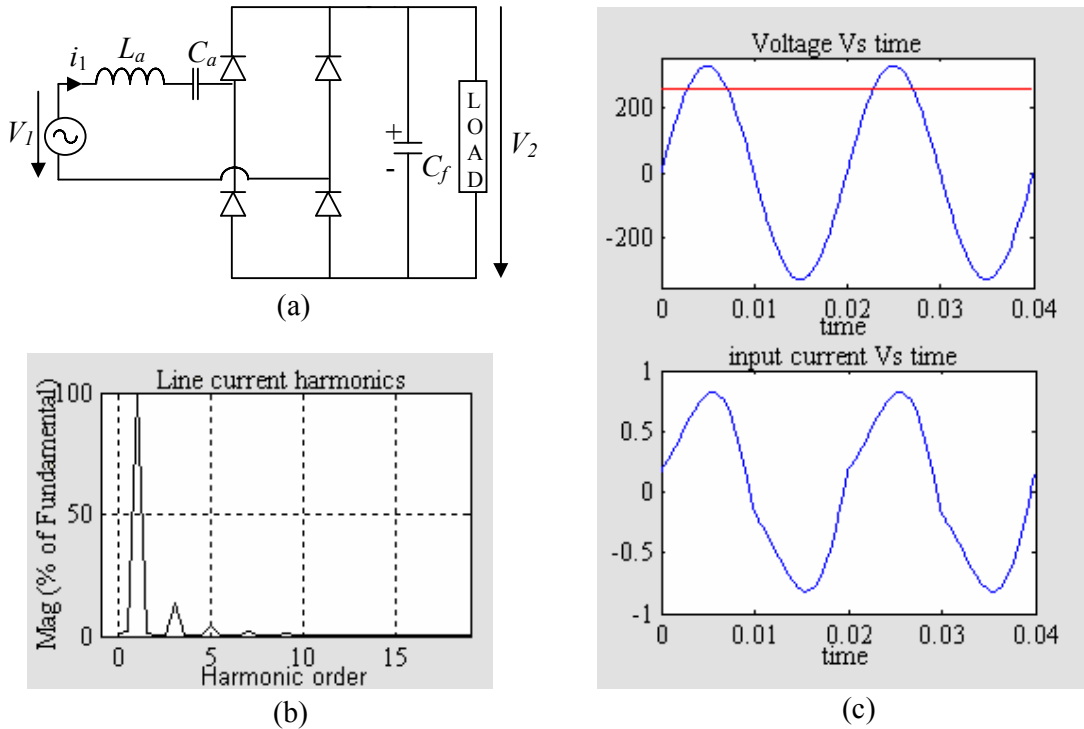 i1
La
Ca
V1
+
-
Cf
LOAD
V2
(a)
Line current harmonics
Mag (% of Fundamental)
100
50
0
0 5 10 15
Harmonic order
(b)
Voltage Vs time
200
0
-200
0 0.01 0.02 0.03 0.04
time
input current Vs time
1
0.5
0
-0.5
-1
0 0.01 0.02 0.03 0.04
time
(c)